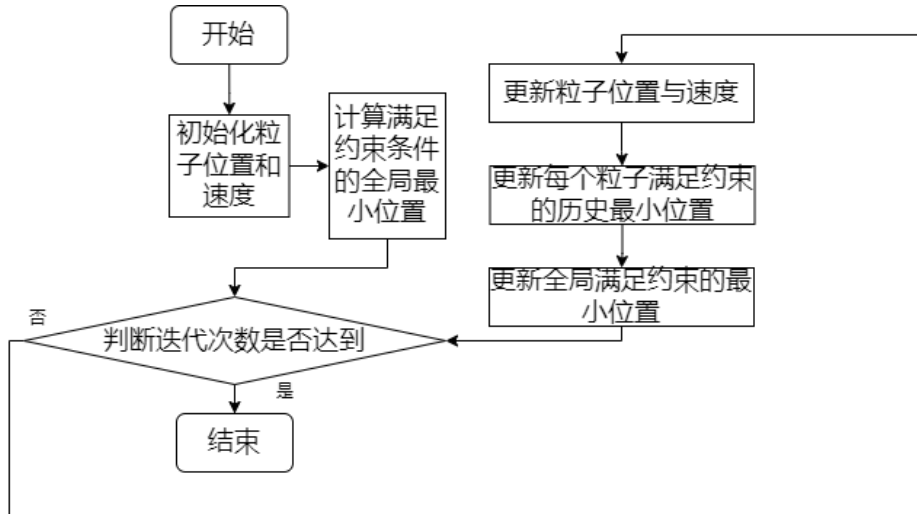 开始
初始化粒
子位置和
速度
计算满足
约束条件
的全局最
小位置
更新粒子位置与速度
更新每个粒子满足约束
的历史最小位置
更新全局满足约束的最
小位置
否
判断迭代次数是否达到
是
结束